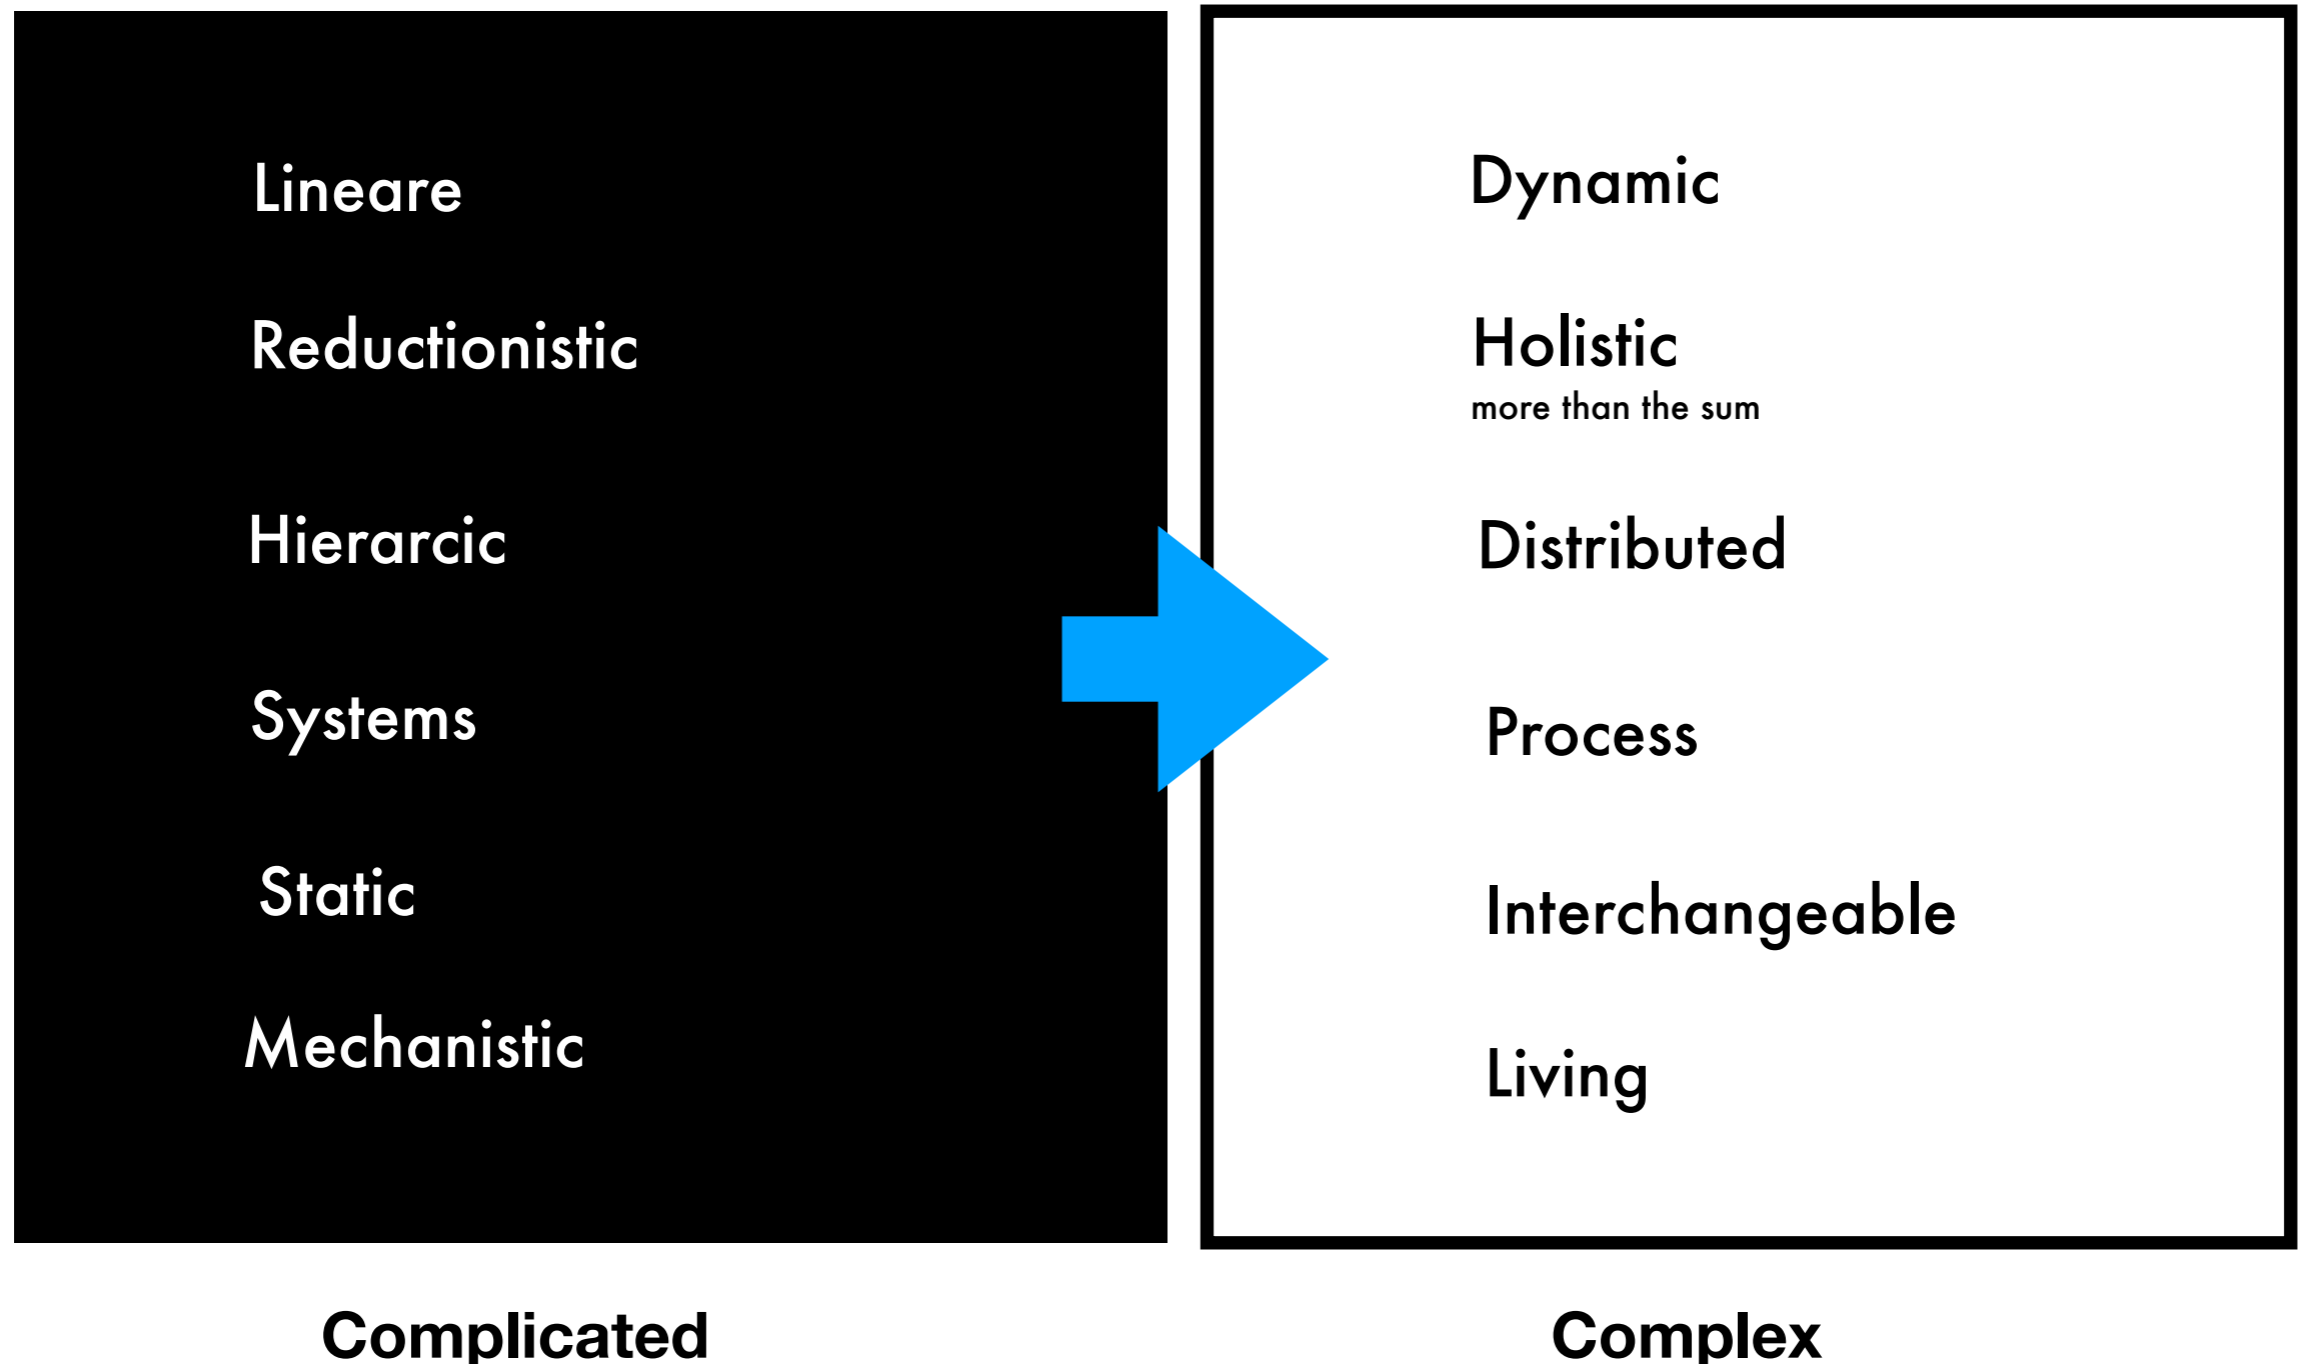 Lineare
Reductionistic
Hierarcic
Systems
Static
Mechanistic
Complicated
Dynamic
Holistic
more than the sum
Distributed
Process
Interchangeable
Living
Complex